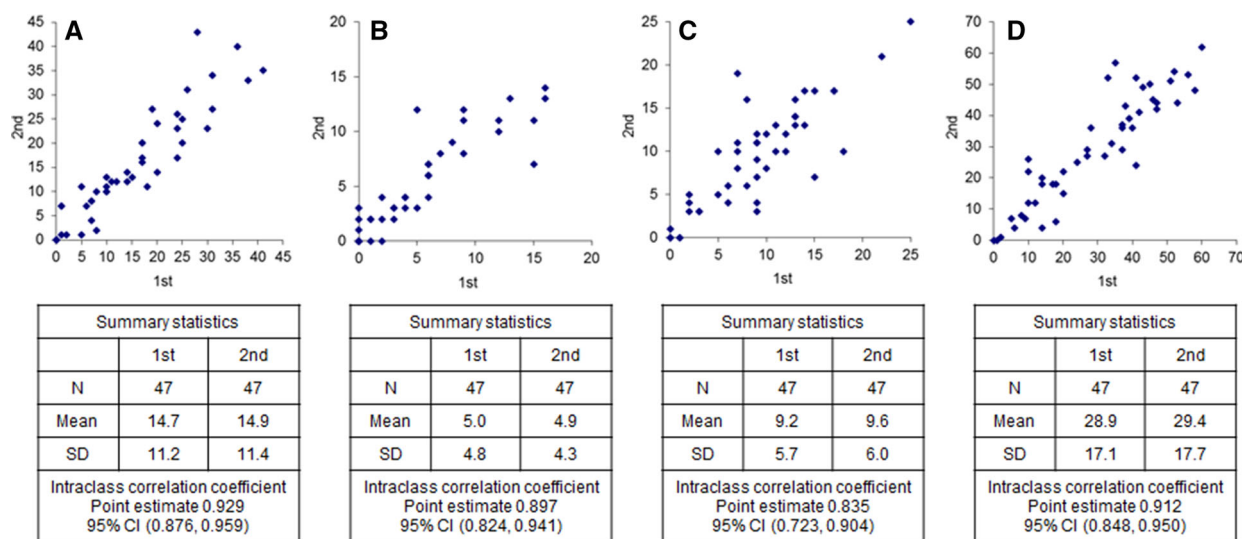 A
45
40
35
30
25
20
15
10
5
0
2nd
0 5 10 15 20 25 30 35 40 45
1st
B
20
15
10
5
0
2nd
0 5 10 15 20
1st
C
25
20
15
10
5
0
2nd
0 5 10 15 20 25
1st
D
70
60
50
40
30
20
10
0
2nd
0 10 20 30 40 50 60 70
1st
Summary statistics
1st 2nd
N 47 47
Mean 14.7 14.9
SD 11.2 11.4
Intraclass correlation coefficient
Point estimate 0.929
95% CI (0.876, 0.959)
Summary statistics
1st 2nd
N 47 47
Mean 5.0 4.9
SD 4.8 4.3
Intraclass correlation coefficient
Point estimate 0.897
95% CI (0.824, 0.941)
Summary statistics
1st 2nd
N 47 47
Mean 9.2 9.6
SD 5.7 6.0
Intraclass correlation coefficient
Point estimate 0.835
95% CI (0.723, 0.904)
Summary statistics
1st 2nd
N 47 47
Mean 28.9 29.4
SD 17.1 17.7
Intraclass correlation coefficient
Point estimate 0.912
95% CI (0.848, 0.950)